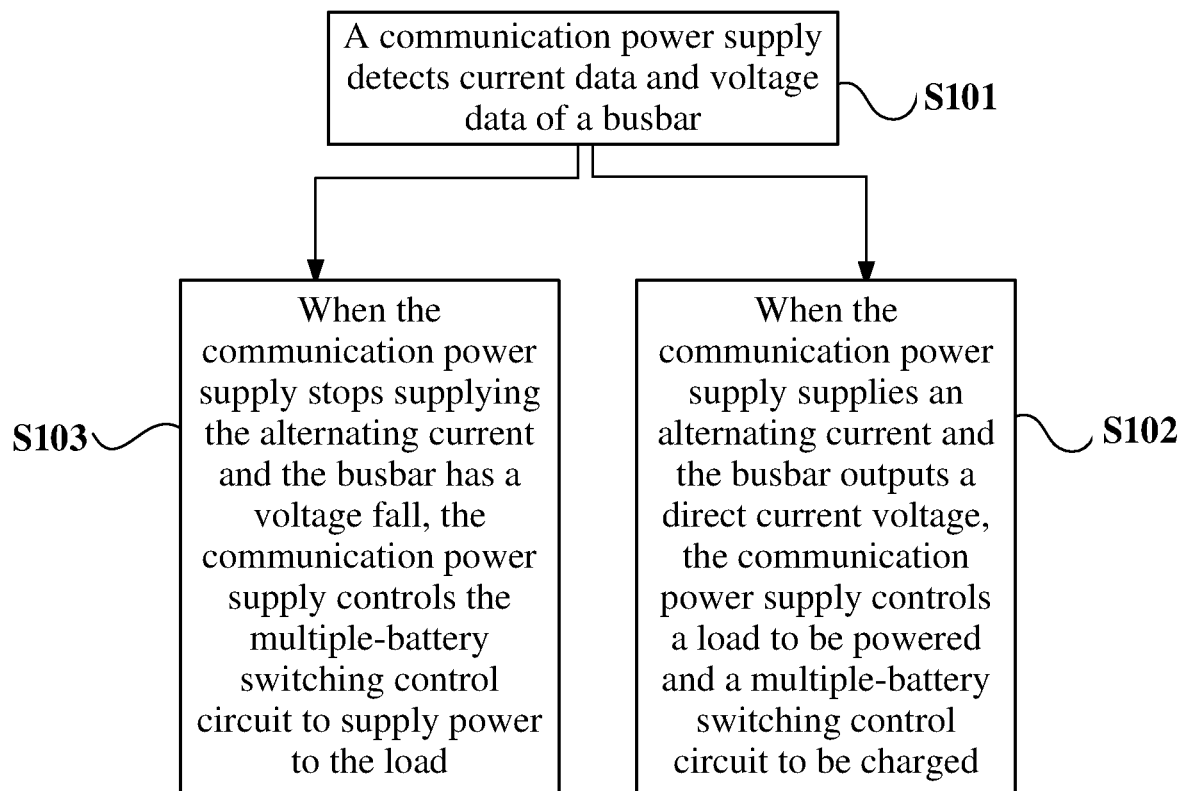 A communication power supply
detects current data and voltage
data of a busbar
S101
When the
communication power
supply stops supplying
the alternating current
and the busbar has a
voltage fall, the
communication power
supply controls the
multiple-battery
switching control
circuit to supply power
to the load
S103
When the
communication power
supply supplies an
alternating current and
the busbar outputs a
direct current voltage,
the communication
power supply controls
a load to be powered
and a multiple-battery
switching control
circuit to be charged
S102